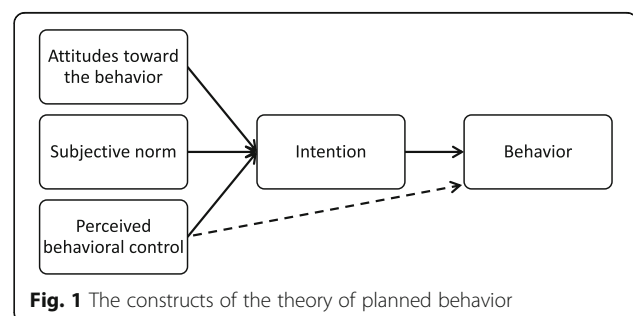 Attitudes toward
the behavior
Subjective norm
Intention
Behavior
Perceived
behavioral control
Fig. 1 The constructs of the theory of planned behavior